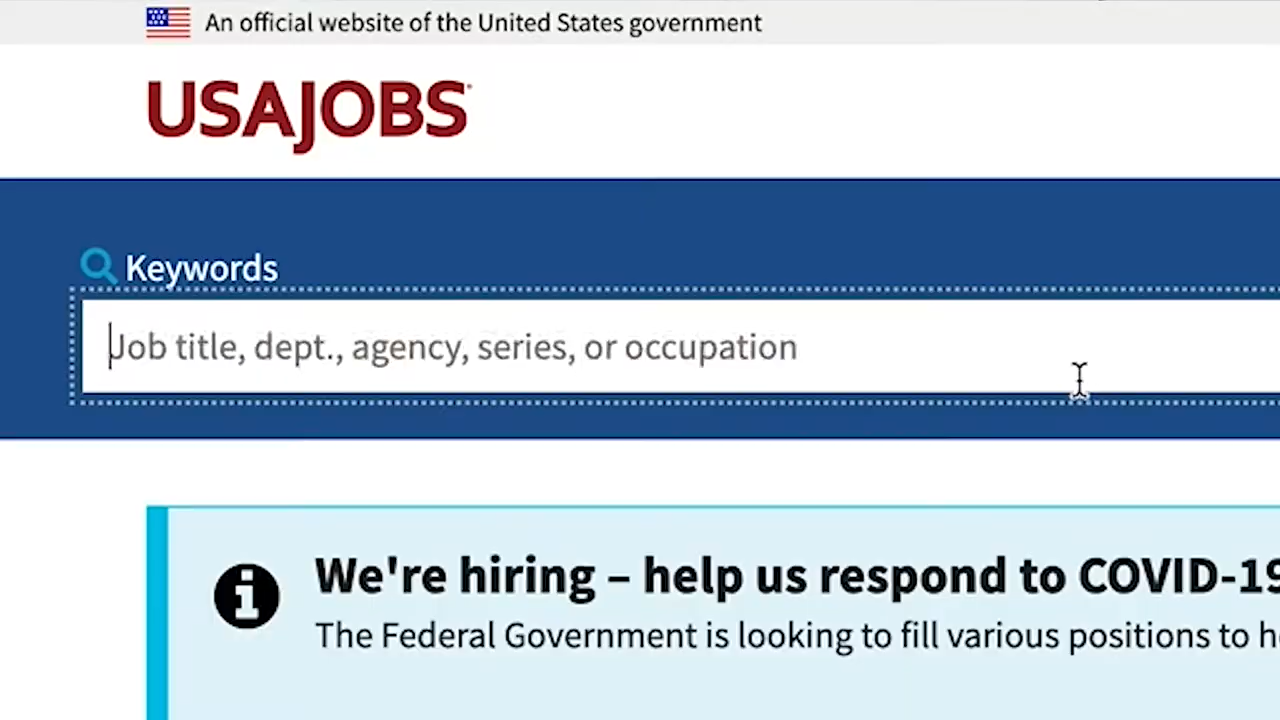 An official website of the United States government
USAJOBS
Keywords
Job title, dept., agency, series, or occupation
We're hiring – help us respond to COVID-19
The Federal Government is looking to fill various positions to